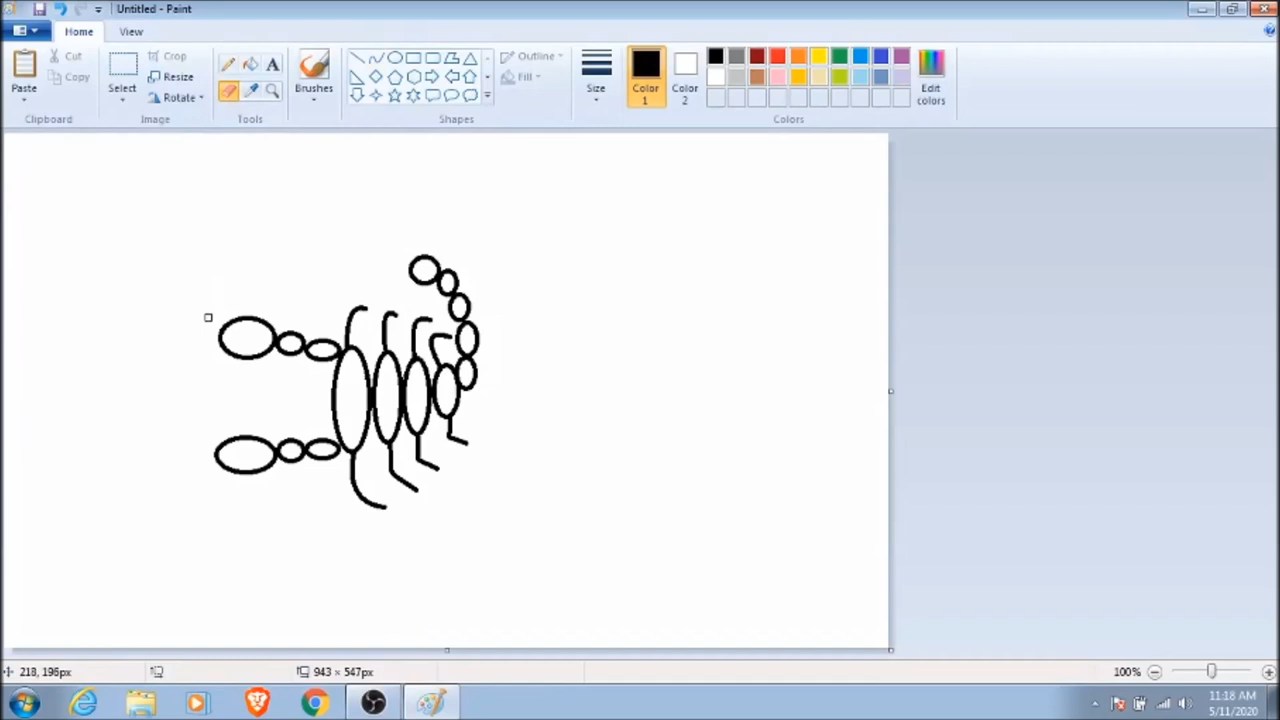 Untitled - Paint
Home View
Paste
Cut
Copy
Clipboard
Select
Crop
Resize
Rotate
Image
A
Tools
Brushes
Shapes
Outline
Fill
Size
Color
1
Color
2
Edit
colors
Colors
218, 196px
943 × 547px
100%
11:18 AM
5/11/2020